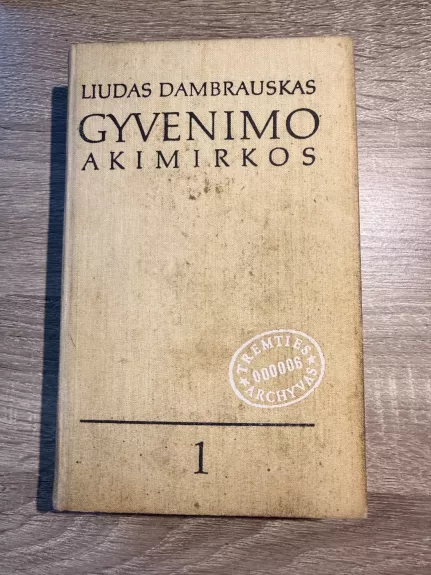 LIUDAS DAMBRAUSKAS
GYVENIMO
AKIMIRKOS
TREMTIES
000006
ARCHYVAS
1